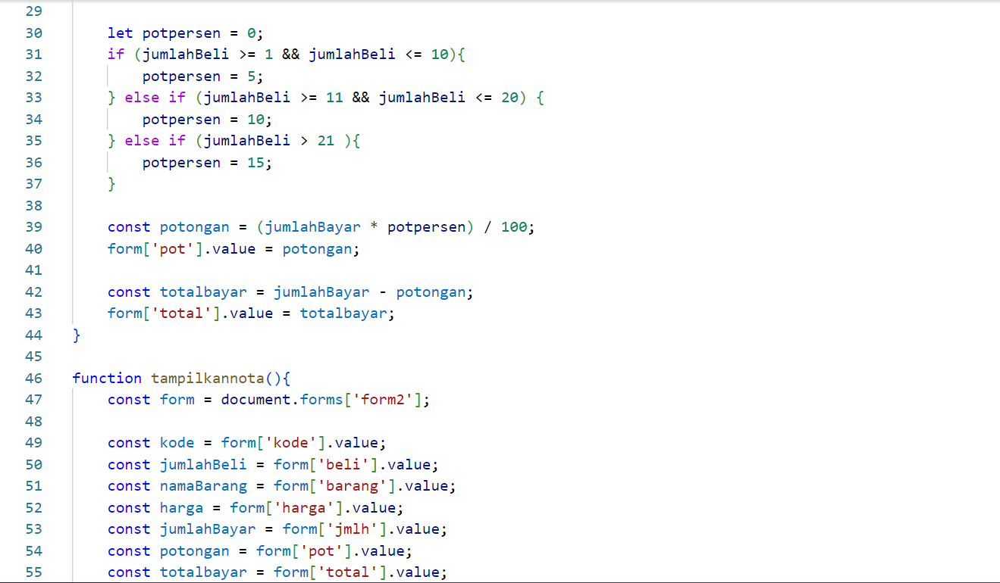 29
30 let potpersen = 0;
31 if (jumlahBeli >= 1 && jumlahBeli <= 10){
32 potpersen = 5;
33 } else if (jumlahBeli >= 11 && jumlahBeli <= 20) {
34 potpersen = 10;
35 } else if (jumlahBeli > 21 ){
36 potpersen = 15;
37 }
38
39 const potongan = (jumlahBayar * potpersen) / 100;
40 form['pot'].value = potongan;
41
42 const totalbayar = jumlahBayar - potongan;
43 form['total'].value = totalbayar;
44 }
45
46 function tampilkannota(){
47 const form = document.forms['form2'];
48
49 const kode = form['kode'].value;
50 const jumlahBeli = form['beli'].value;
51 const namaBarang = form['barang'].value;
52 const harga = form['harga'].value;
53 const jumlahBayar = form['jmlh'].value;
54 const potongan = form['pot'].value;
55 const totalbayar = form['total'].value;